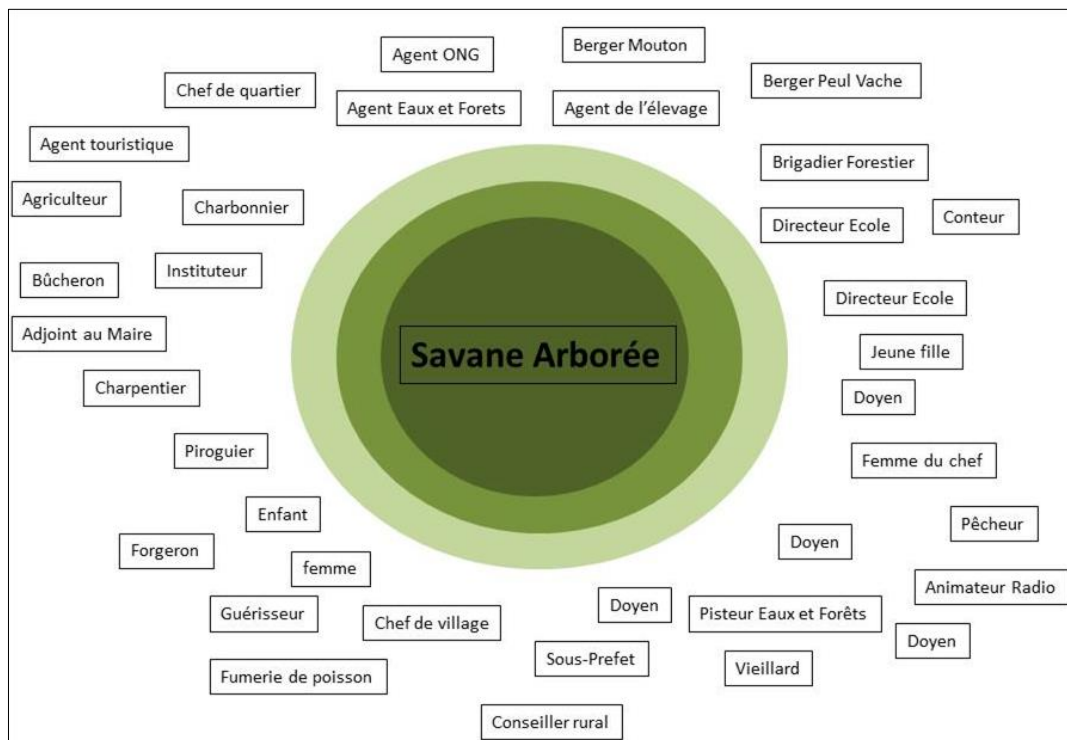 Agent ONG
Berger Mouton
Berger Peul Vache
Chef de quartier
Agent Eaux et Forets
Agent de l'élevage
Agent touristique
Brigadier Forestier
Agriculteur
Charbonnier
Directeur Ecole
Conteur
Bûcheron
Instituteur
Directeur Ecole
Adjoint au Maire
Savane Arborée
Jeune fille
Charpentier
Doyen
Piroguier
Femme du chef
Enfant
Pêcheur
Forgeron
Doyen
femme
Animateur Radio
Guérisseur
Chef de village
Doyen
Pisteur Eaux et Forêts
Doyen
Fumerie de poisson
Sous-Prefet
Vieillard
Conseiller rural